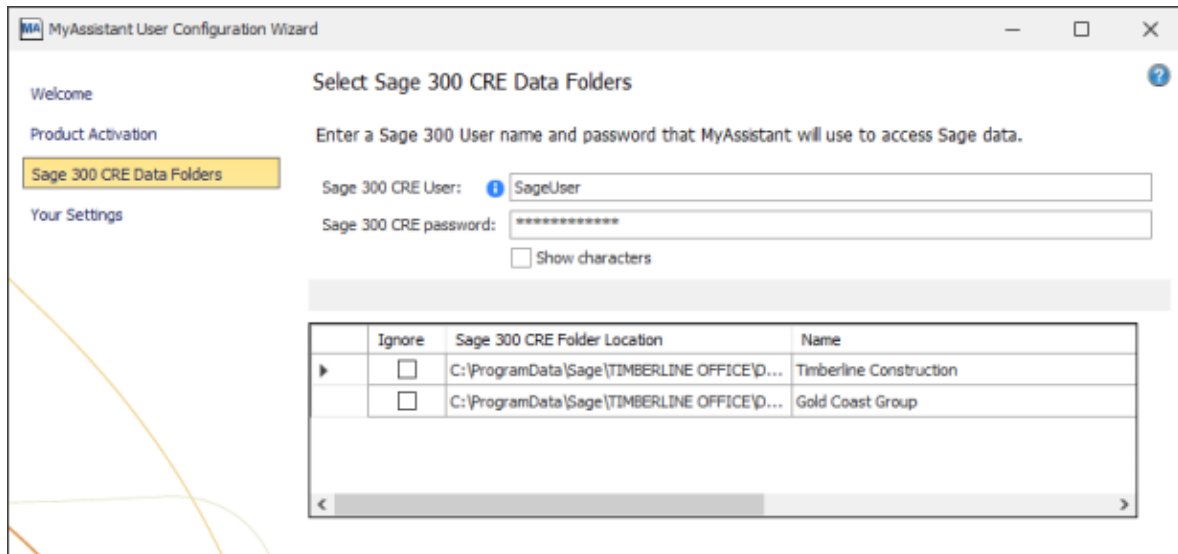 MA MyAssistant User Configuration Wizard
Welcome
Product Activation
Sage 300 CRE Data Folders
Your Settings
Select Sage 300 CRE Data Folders
?
Enter a Sage 300 User name and password that MyAssistant will use to access Sage data.
Sage 300 CRE User: i SageUser
Sage 300 CRE password: ************
Show characters
Ignore Sage 300 CRE Folder Location Name
C:\ProgramData\Sage\TIMBERLINE OFFICE\D... Timberline Construction
C:\ProgramData\Sage\TIMBERLINE OFFICE\D... Gold Coast Group